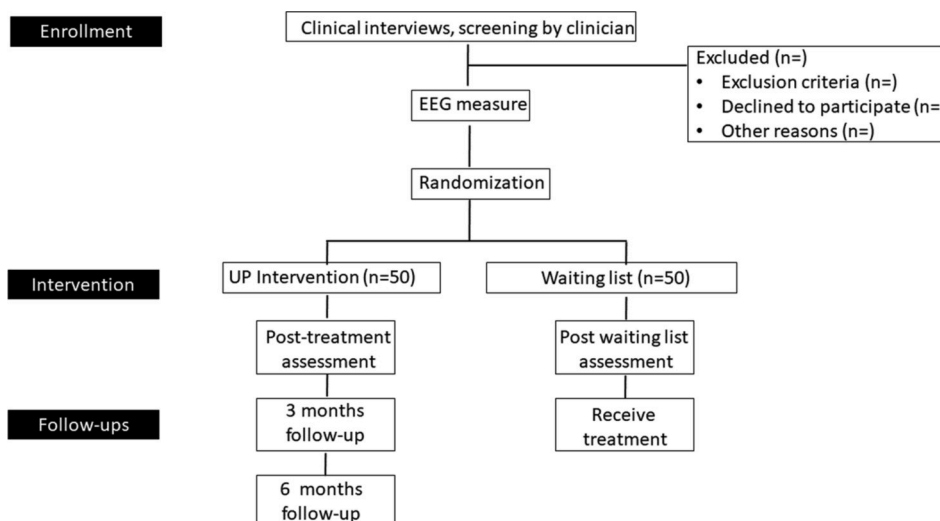 Enrollment
Clinical interviews, screening by clinician
Excluded (n=)
• Exclusion criteria (n=)
• Declined to participate (n=
• Other reasons (n=)
EEG measure
Randomization
Intervention
UP Intervention (n=50)
Waiting list (n=50)
Post-treatment
assessment
Post waiting list
assessment
Follow-ups
3 months
follow-up
Receive
treatment
6 months
follow-up